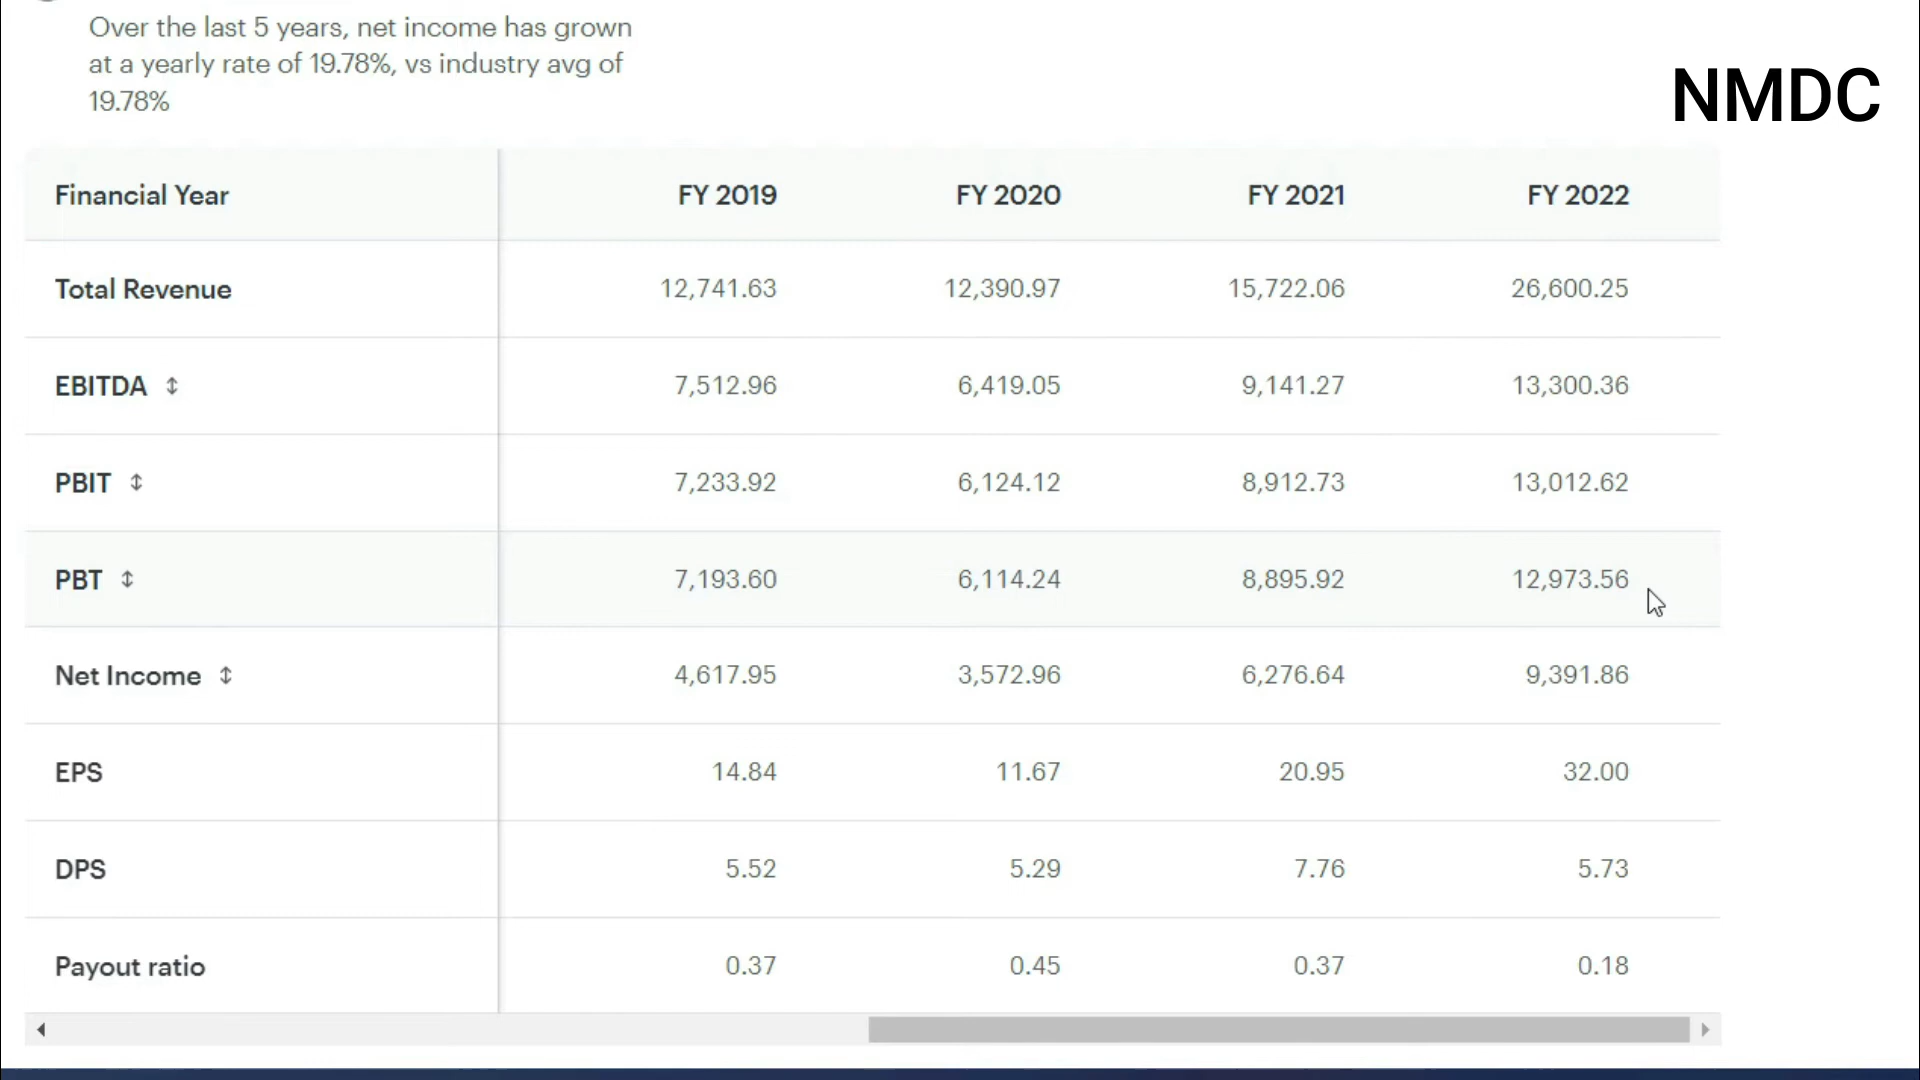 Over the last 5 years, net income has grown
at a yearly rate of 19.78%, vs industry avg of
19.78%
NMDC
Financial Year FY 2019 FY 2020 FY 2021 FY 2022
Total Revenue 12,741.63 12,390.97 15,722.06 26,600.25
EBITDA 7,512.96 6,419.05 9,141.27 13,300.36
PBIT 7,233.92 6,124.12 8,912.73 13,012.62
PBT 7,193.60 6,114.24 8,895.92 12,973.56
Net Income 4,617.95 3,572.96 6,276.64 9,391.86
EPS 14.84 11.67 20.95 32.00
DPS 5.52 5.29 7.76 5.73
Payout ratio 0.37 0.45 0.37 0.18